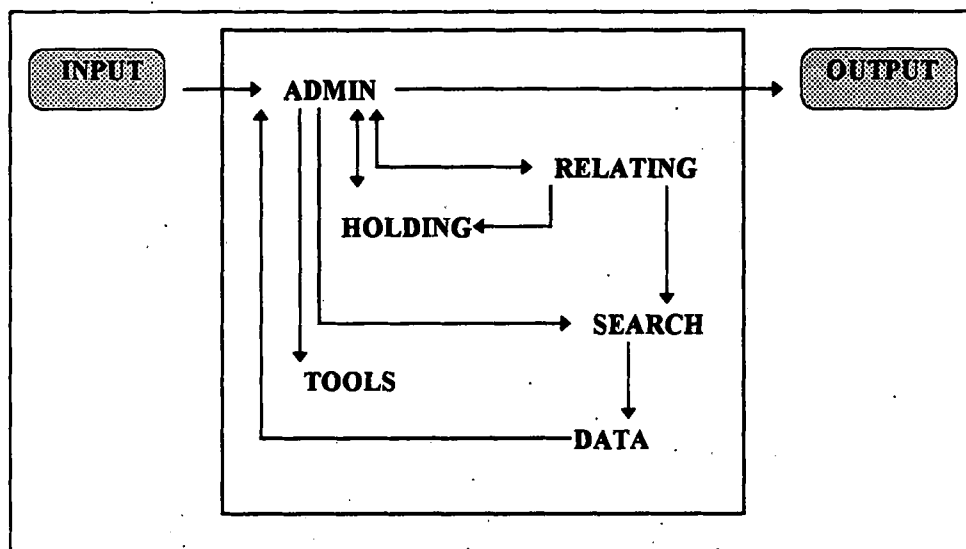 INPUT
OUTPUT
ADMIN
RELATING
HOLDING
SEARCH
TOOLS
DATA